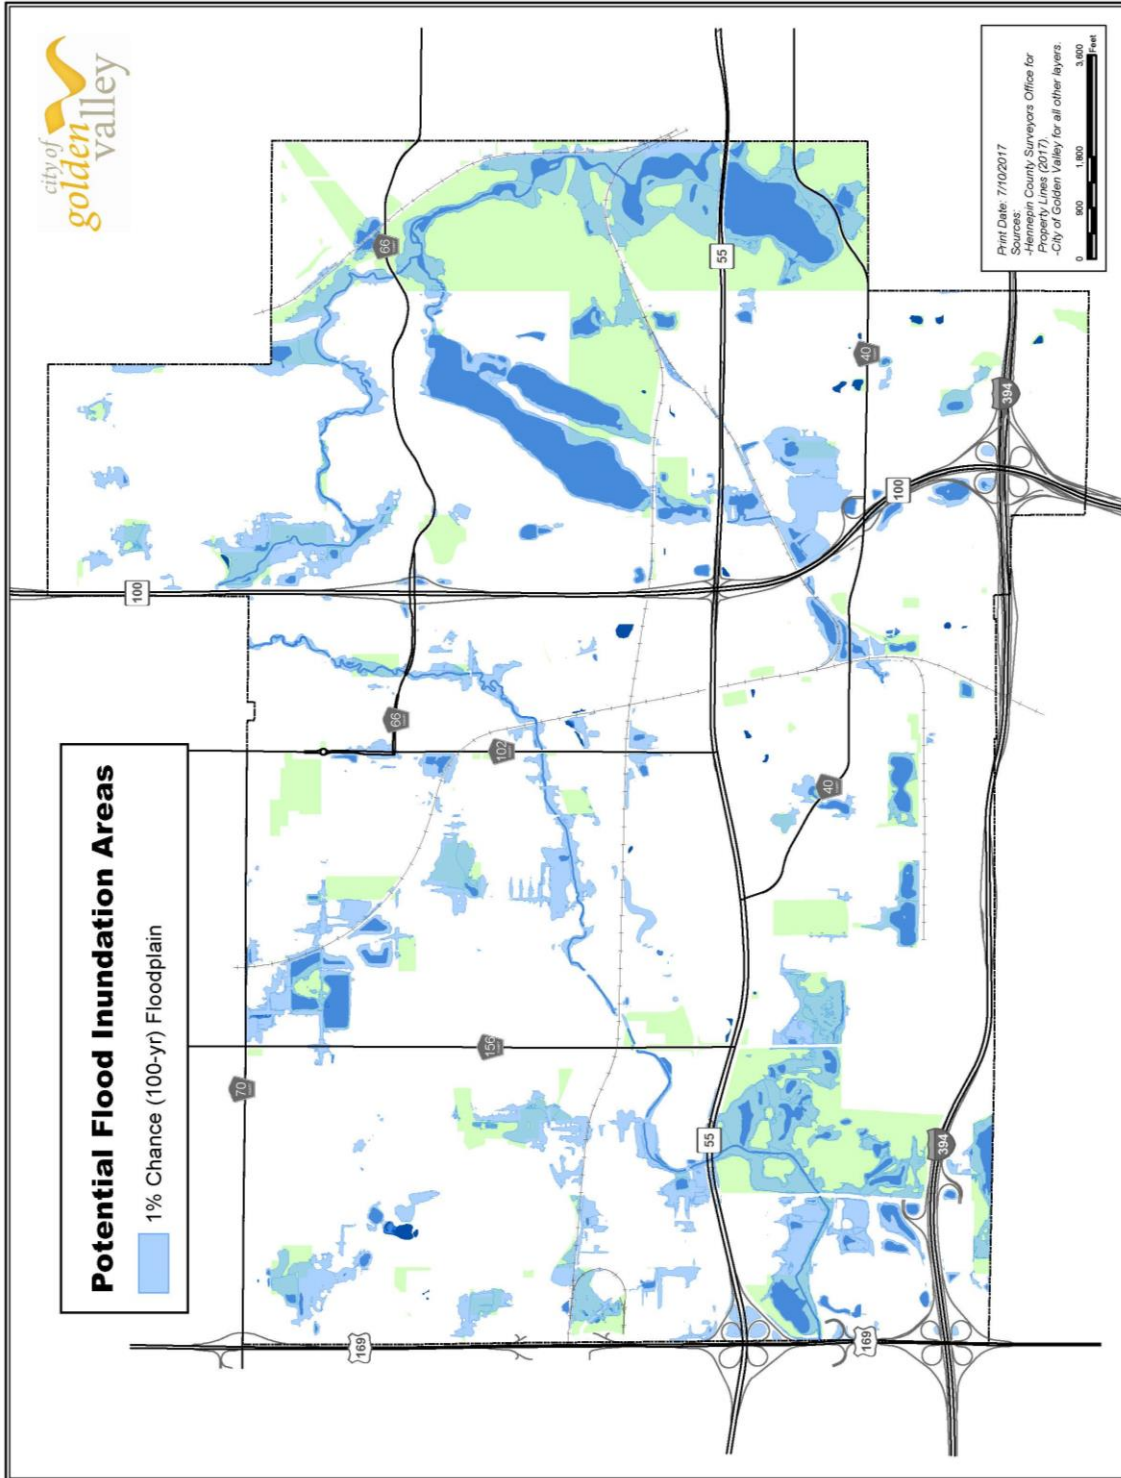 city of
golden
valley
Potential Flood Inundation Areas
1% Chance (100-yr) Floodplain
70
156
102
66
66
100
100
55
55
40
40
394
394
169
169
Print Date: 7/10/2017
Sources:
-Hennepin County Surveyors Office for
Property Lines (2017).
-City of Golden Valley for all other layers.
0 900 1,800 3,600
Feet